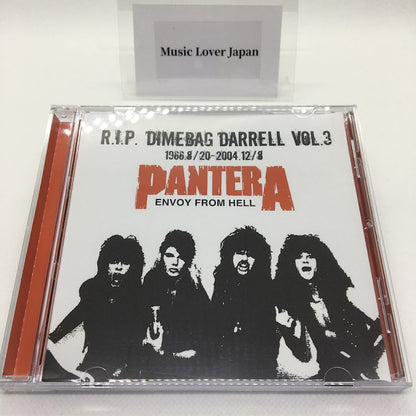 Music Lover Japan
R.I.P. DIMEBAG DARRELL VOL.3
1966.8/20-2004.12/8
PANTERA
ENVOY FROM HELL